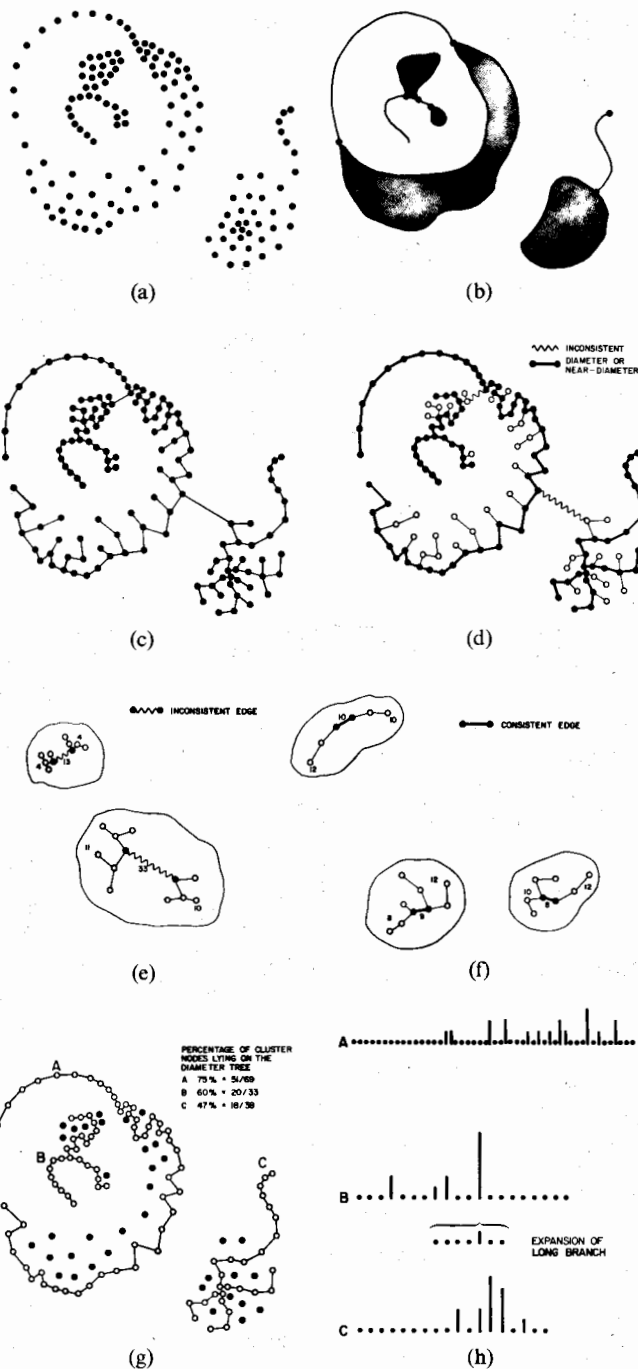 (a)
(b)
INCONSISTENT
DIAMETER OR
NEAR-DIAMETER
(c)
(d)
INCONSISTENT EDGE
CONSISTENT EDGE
4
4
13
10
10
12
11
33
10
12
8
9
10
8
12
(e)
(f)
PERCENTAGE OF CLUSTER
NODES LYING ON THE
DIAMETER TREE
A 75% = 51/69
B 60% = 20/33
C 47% = 18/38
A
B
C
A
B
EXPANSION OF
LONG BRANCH
C
(g)
(h)